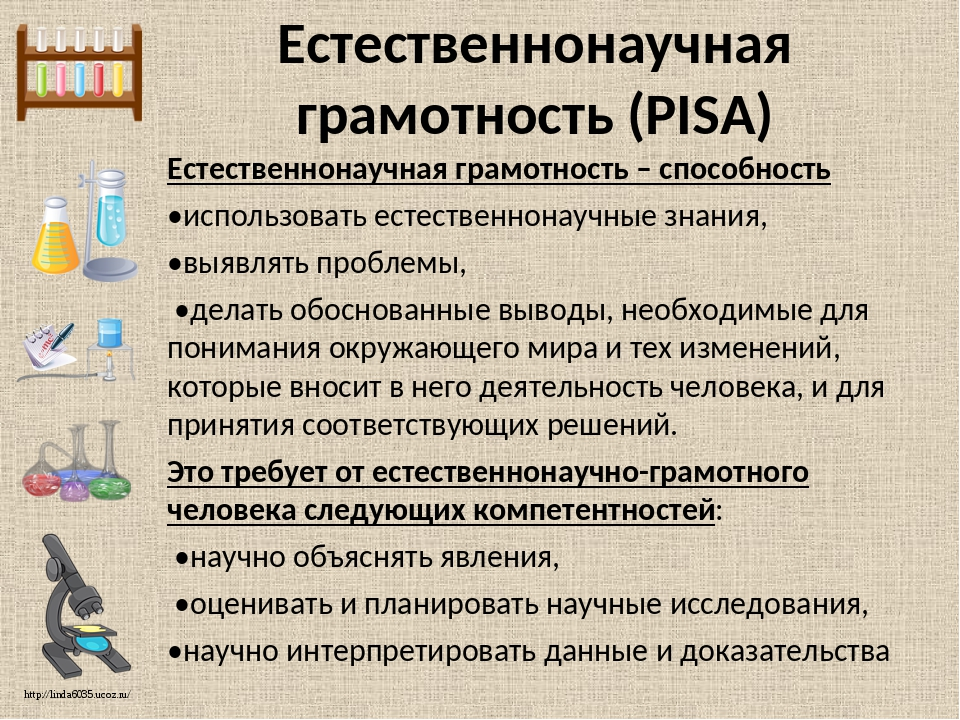 Естественнонаучная
грамотность (PISA)
Естественнонаучная грамотность – способность
•использовать естественнонаучные знания,
•выявлять проблемы,
•делать обоснованные выводы, необходимые для
понимания окружающего мира и тех изменений,
которые вносит в него деятельность человека, и для
принятия соответствующих решений.
Это требует от естественнонаучно-грамотного
человека следующих компетентностей:
•научно объяснять явления,
•оценивать и планировать научные исследования,
•научно интерпретировать данные и доказательства
http://linda6035.ucoz.ru/